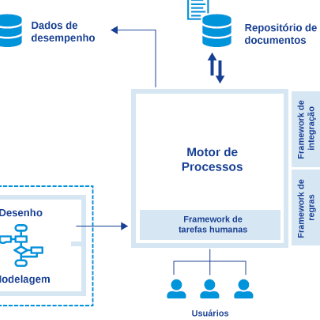 Dados de
desempenho
Repositório de
documentos
Framework de
integração
Motor de
Processos
Framework de
regras
Framework de
tarefas humanas
Desenho
Modelagem
Usuários